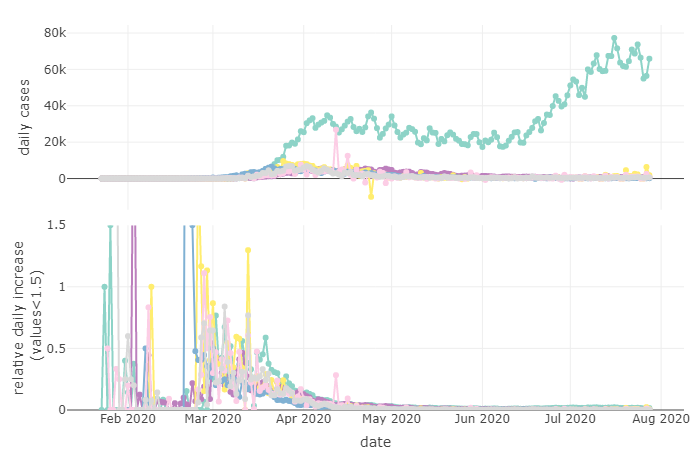 80k
60k
40k
20k
0
daily cases
1.5
1
0.5
0
relative daily increase
(values<1.5)
Feb 2020 Mar 2020 Apr 2020 May 2020 Jun 2020 Jul 2020 Aug 2020
date